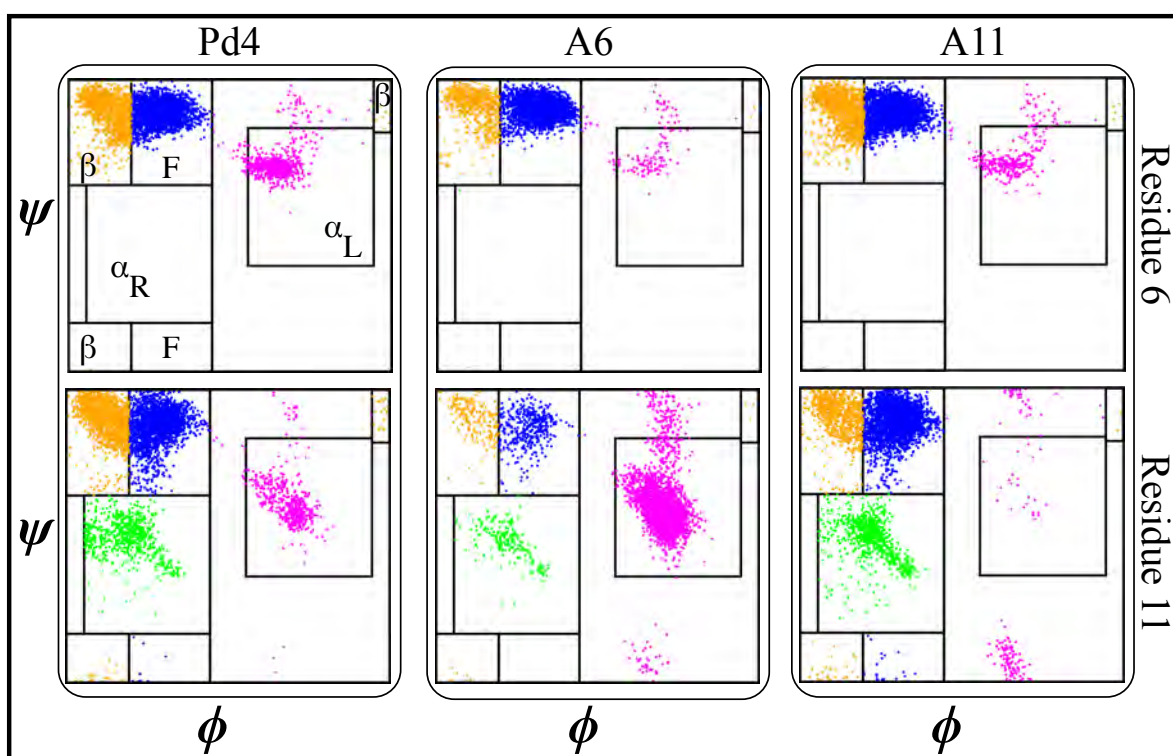 Pd4 A6 A11
β
β F
ψ
α_L
α_R
β F
Residue 6
ψ
Residue 11
ϕ ϕ ϕ